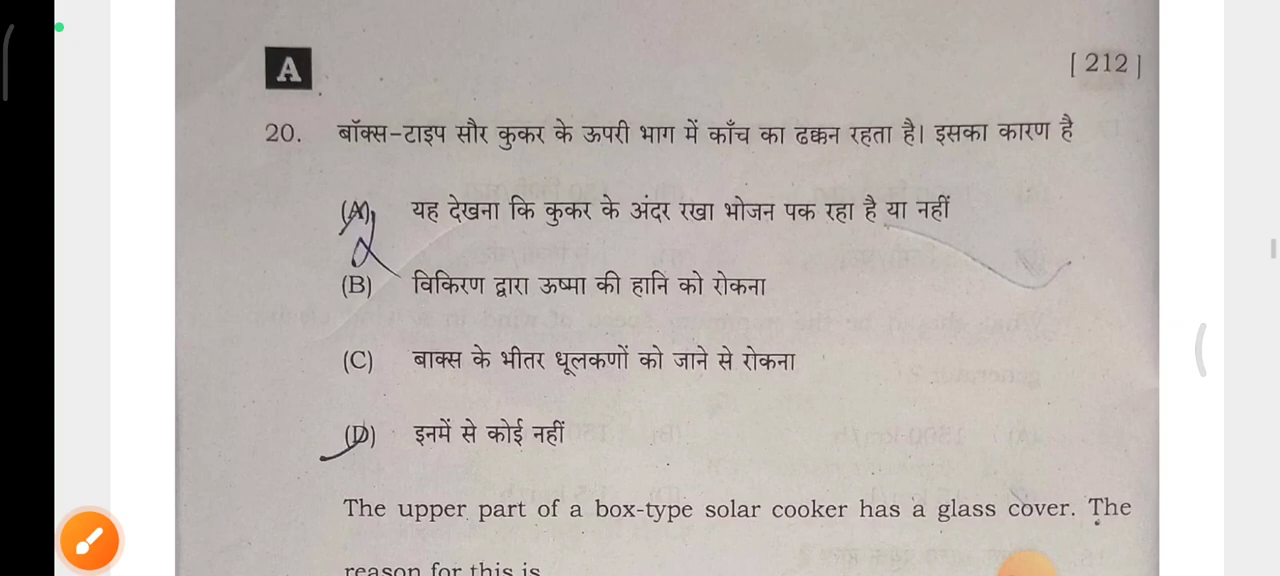 A
[ 212 ]
20. बॉक्स-टाइप सौर कुकर के ऊपरी भाग में काँच का ढक्कन रहता है। इसका कारण है
(A) यह देखना कि कुकर के अंदर रखा भोजन पक रहा है या नहीं
(B) विकिरण द्वारा ऊष्मा की हानि को रोकना
(C) बाक्स के भीतर धूलकणों को जाने से रोकना
(D) इनमें से कोई नहीं
The upper part of a box-type solar cooker has a glass cover. The
reason for this is